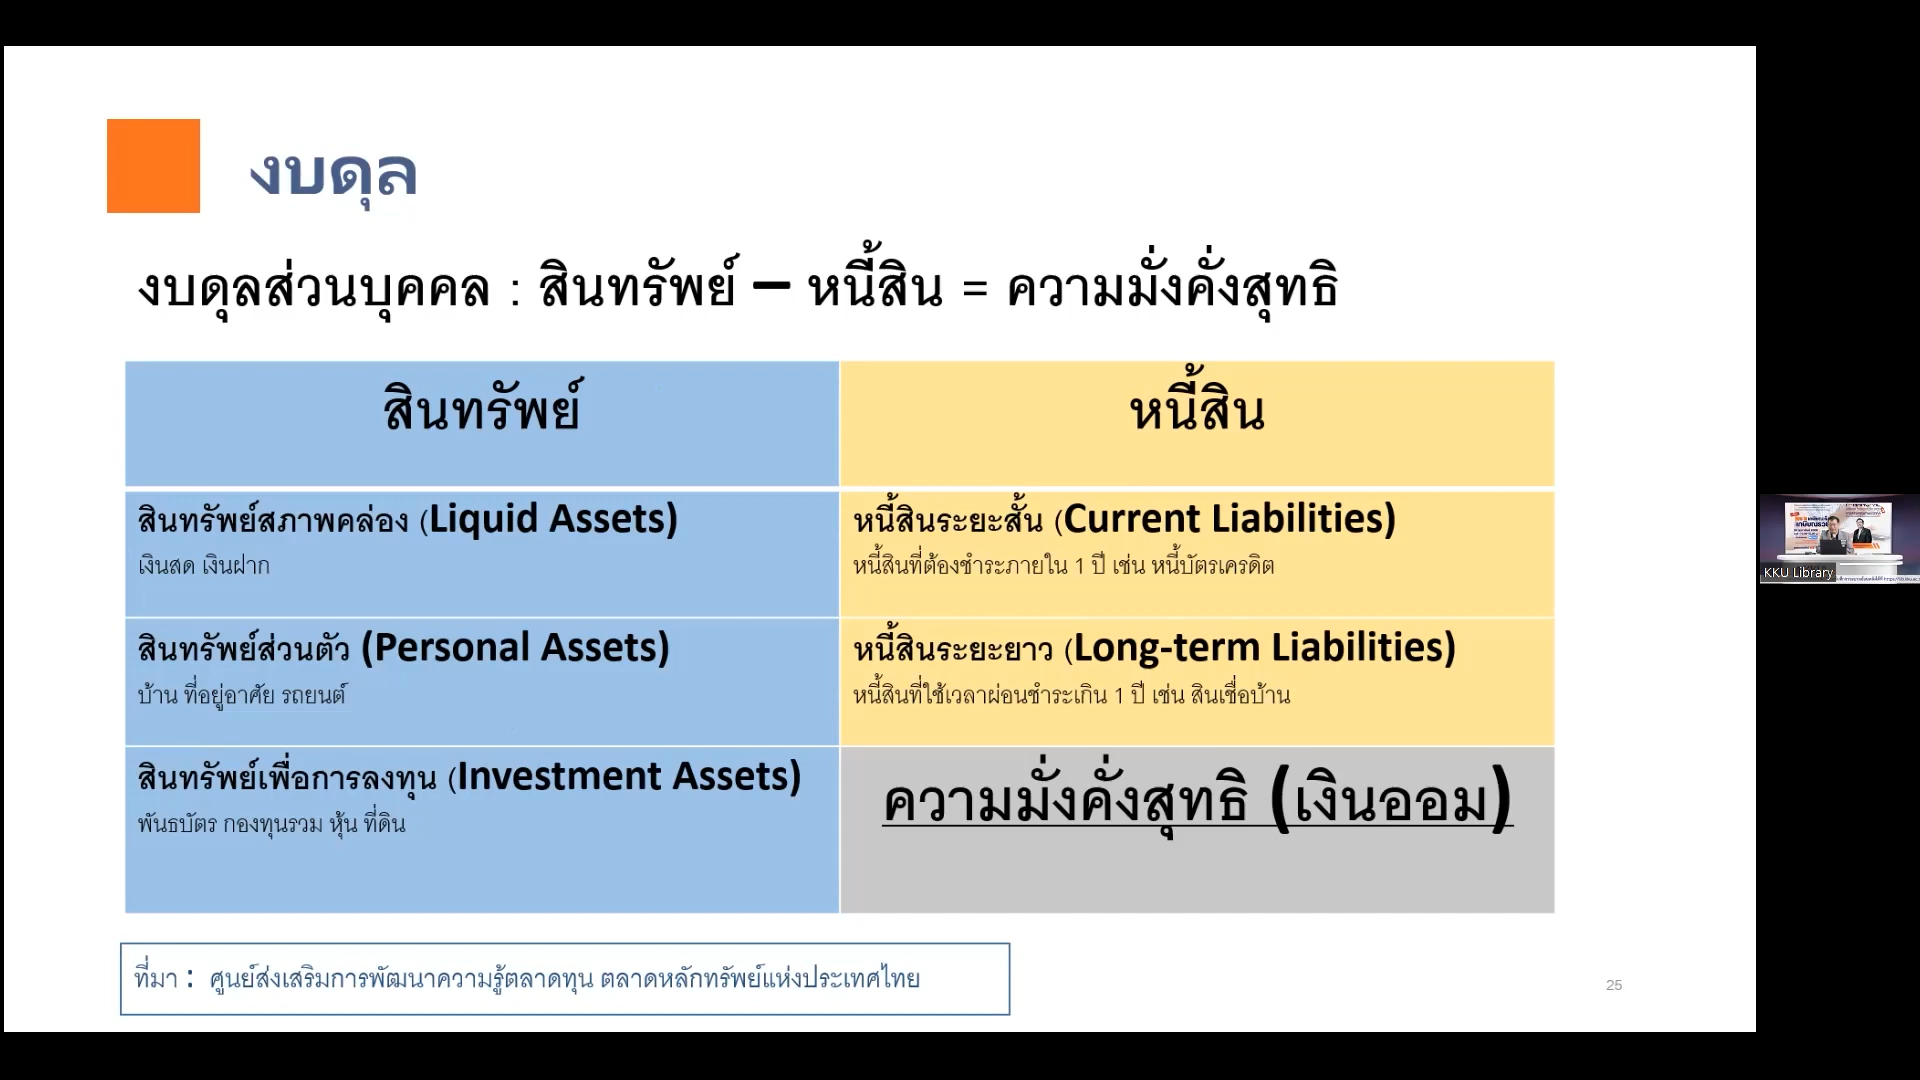 งบดุล
งบดุลส่วนบุคคล : สินทรัพย์ – หนี้สิน = ความมั่งคั่งสุทธิ
สินทรัพย์
หนี้สิน
สินทรัพย์สภาพคล่อง (Liquid Assets)
เงินสด เงินฝาก
หนี้สินระยะสั้น (Current Liabilities)
หนี้สินที่ต้องชำระภายใน 1 ปี เช่น หนี้บัตรเครดิต
สินทรัพย์ส่วนตัว (Personal Assets)
บ้าน ที่อยู่อาศัย รถยนต์
หนี้สินระยะยาว (Long-term Liabilities)
หนี้สินที่ใช้เวลาผ่อนชำระเกิน 1 ปี เช่น สินเชื่อบ้าน
สินทรัพย์เพื่อการลงทุน (Investment Assets)
พันธบัตร กองทุนรวม หุ้น ที่ดิน
ความมั่งคั่งสุทธิ (เงินออม)
ที่มา : ศูนย์ส่งเสริมการพัฒนาความรู้ตลาดทุน ตลาดหลักทรัพย์แห่งประเทศไทย
25
KKU Library